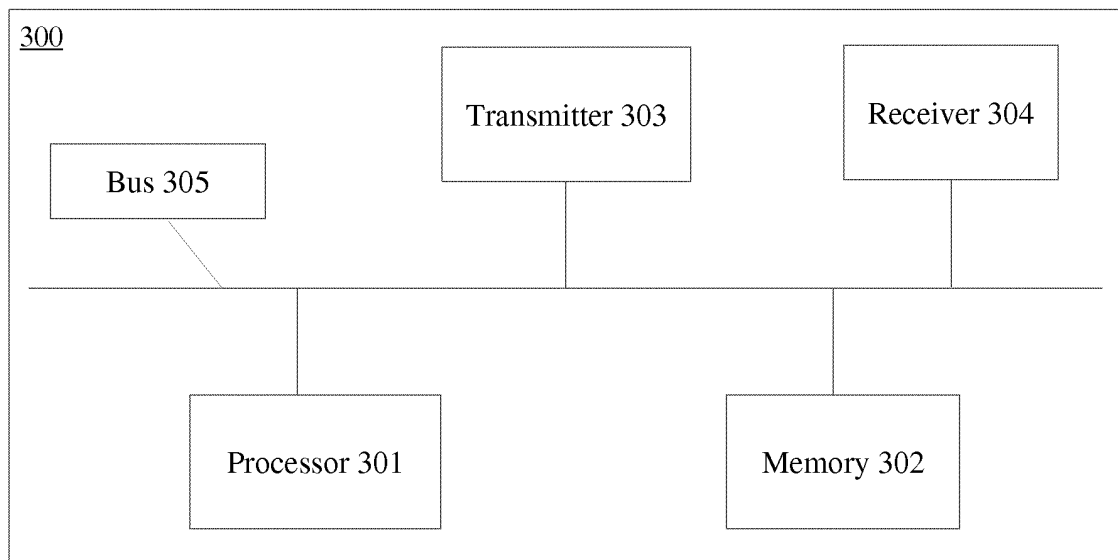 300
Transmitter 303
Receiver 304
Bus 305
Processor 301
Memory 302